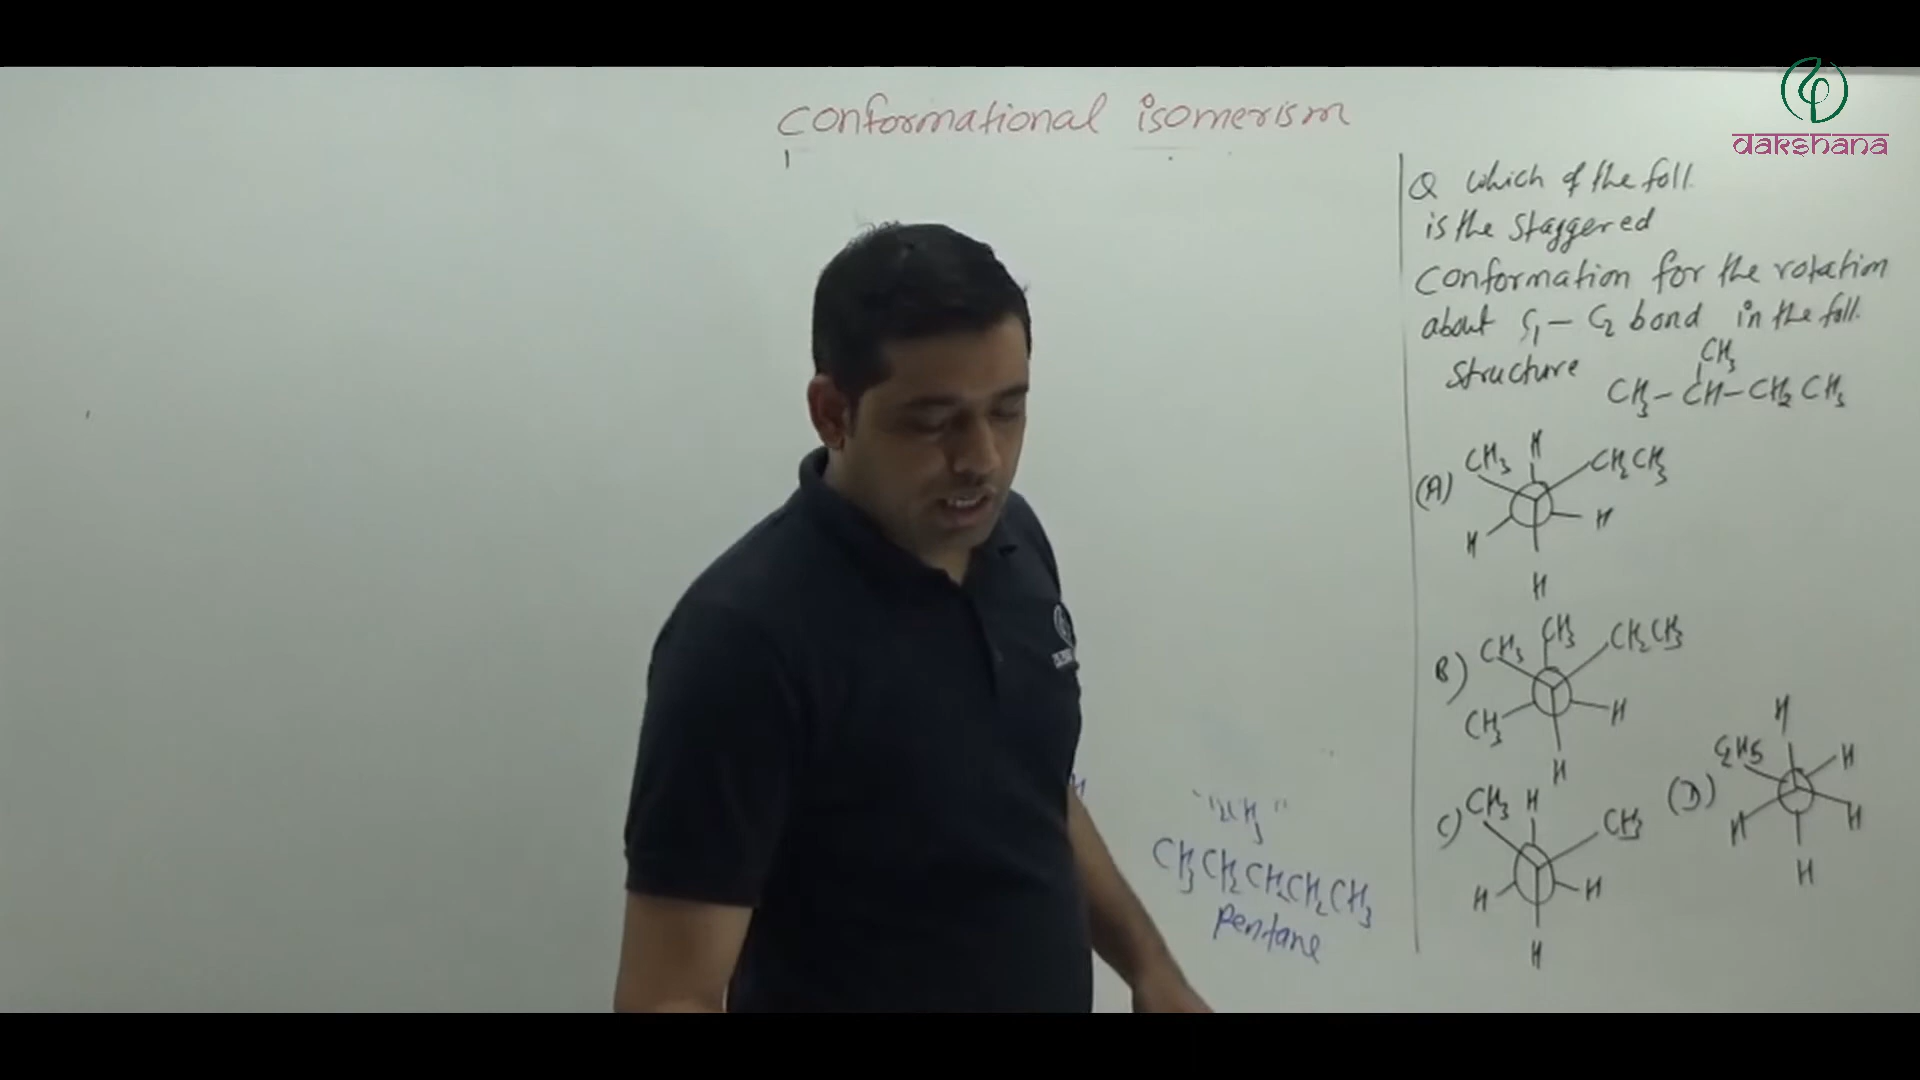 Conformational isomerism
dakshana
Q Which of the foll.
is the staggered
conformation for the rotation
about C1 – C2 bond in the foll.
structure
CH3
CH3 – CH – CH2 CH3
(A) CH3 H CH2CH3
H H
H
B) CH3 CH3 CH2CH3
CH3 H
H
C) CH3 H CH3
H H
H
(D) C2H5 H H
H H
H
CH3CH2CH2CH2CH3
Pentane